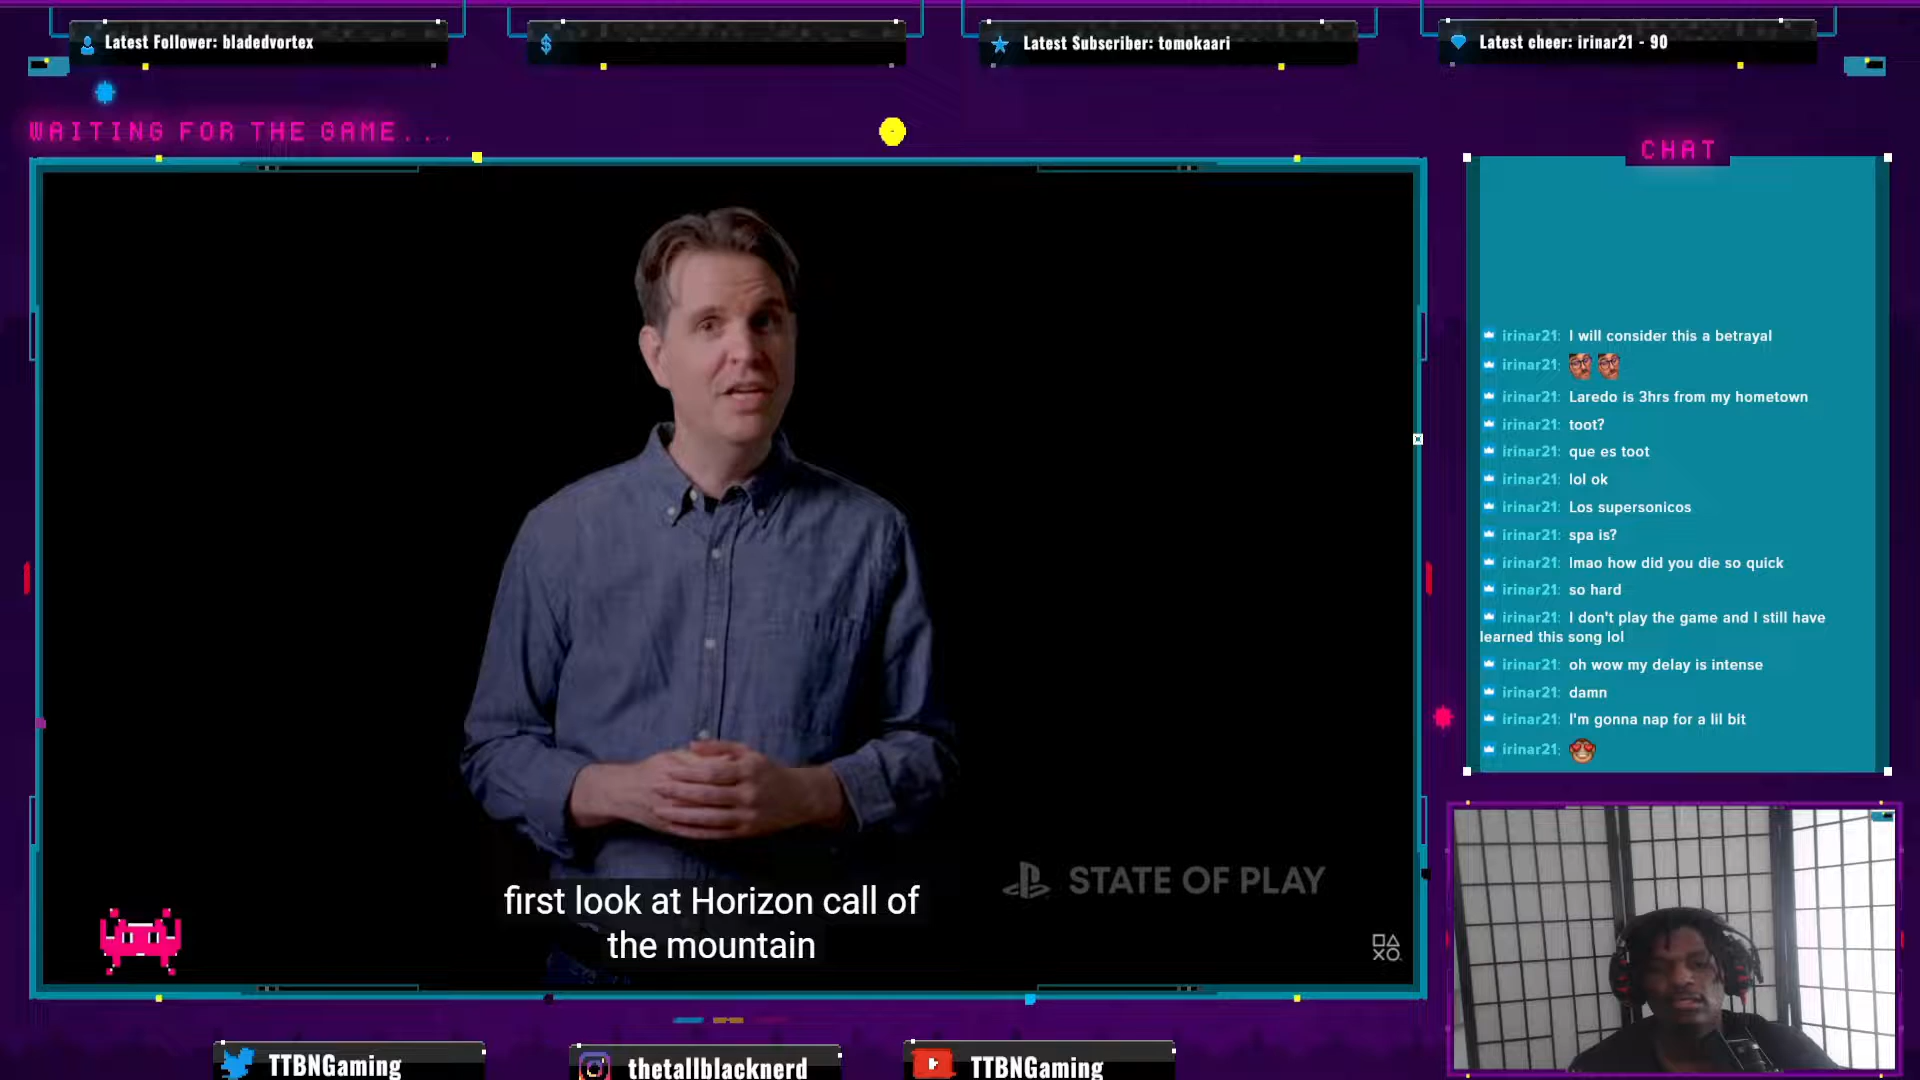 Latest Follower: bladedvortex
$
Latest Subscriber: tomokaari
Latest cheer: irinar21 - 90
WAITING FOR THE GAME...
CHAT
irinar21: I will consider this a betrayal
irinar21:
irinar21: Laredo is 3hrs from my hometown
irinar21: toot?
irinar21: que es toot
irinar21: lol ok
irinar21: Los supersonicos
irinar21: spa is?
irinar21: lmao how did you die so quick
irinar21: so hard
irinar21: I don't play the game and I still have
learned this song lol
irinar21: oh wow my delay is intense
irinar21: damn
irinar21: I'm gonna nap for a lil bit
irinar21:
STATE OF PLAY
first look at Horizon call of
the mountain
TTBNGaming
thetallblacknerd
TTBNGaming